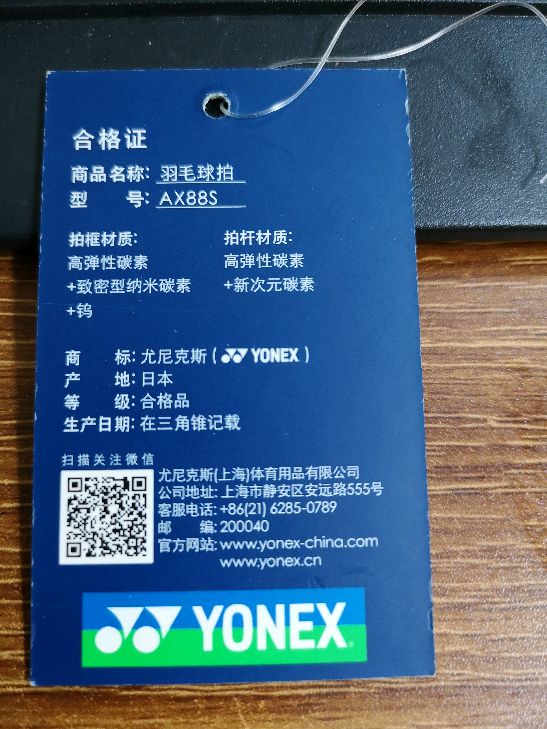 合格证
商品名称: 羽毛球拍
型 号: AX88S
拍框材质:
高弹性碳素
+致密型纳米碳素
+钨
拍杆材质:
高弹性碳素
+新次元碳素
商 标: 尤尼克斯 ( YONEX )
产 地: 日本
等 级: 合格品
生产日期: 在三角锥记载
扫描关注微信
尤尼克斯(上海)体育用品有限公司
公司地址: 上海市静安区安远路555号
客服电话: +86(21) 6285-0789
邮 编: 200040
官方网站: www.yonex-china.com
www.yonex.cn
YONEX